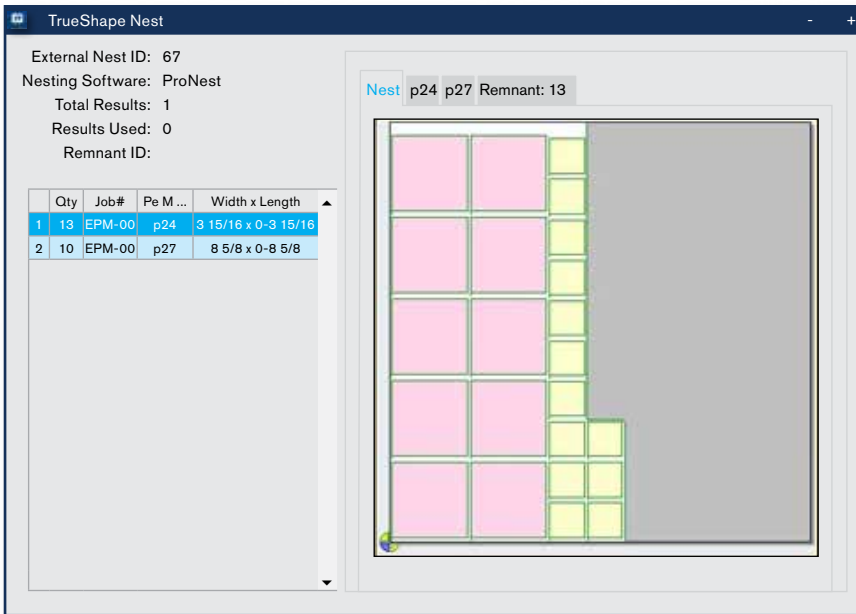 TrueShape Nest - +
External Nest ID: 67
Nesting Software: ProNest
Total Results: 1
Results Used: 0
Remnant ID:
Nest p24 p27 Remnant: 13
Qty Job# Pe M ... Width x Length
1 13 EPM-00 p24 3 15/16 x 0-3 15/16
2 10 EPM-00 p27 8 5/8 x 0-8 5/8